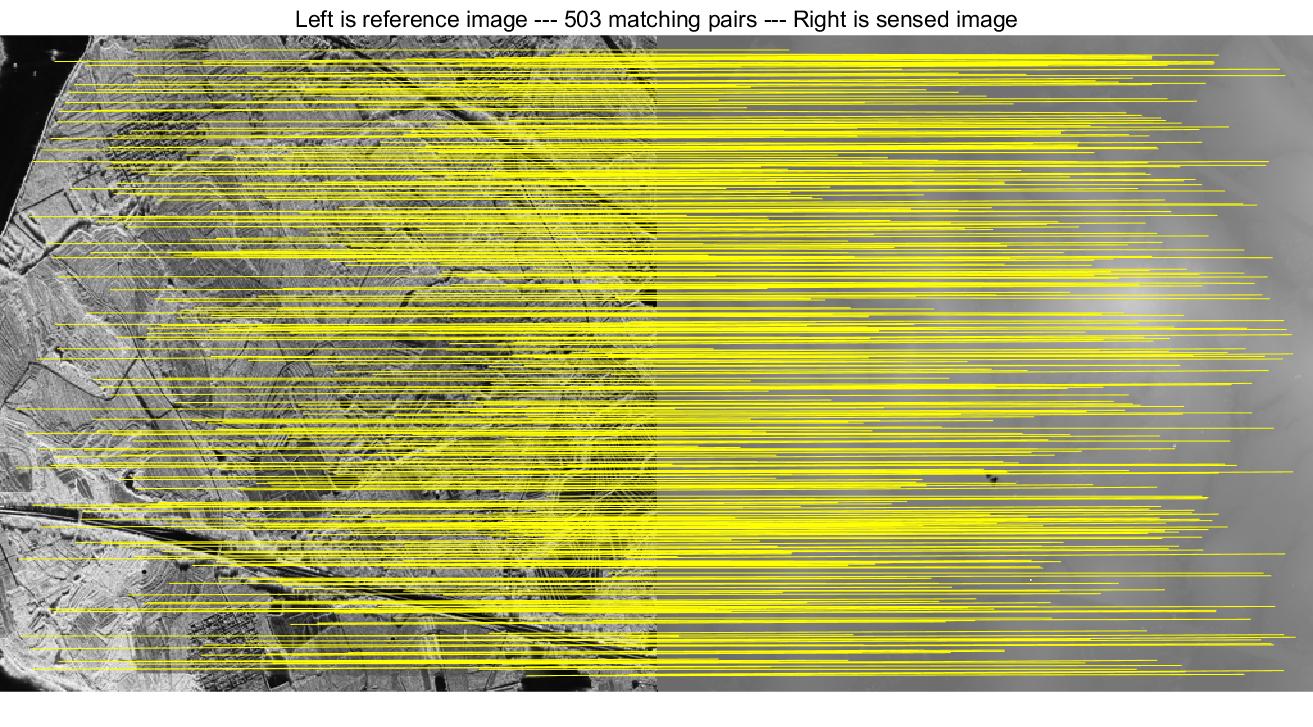 Left is reference image --- 503 matching pairs --- Right is sensed image